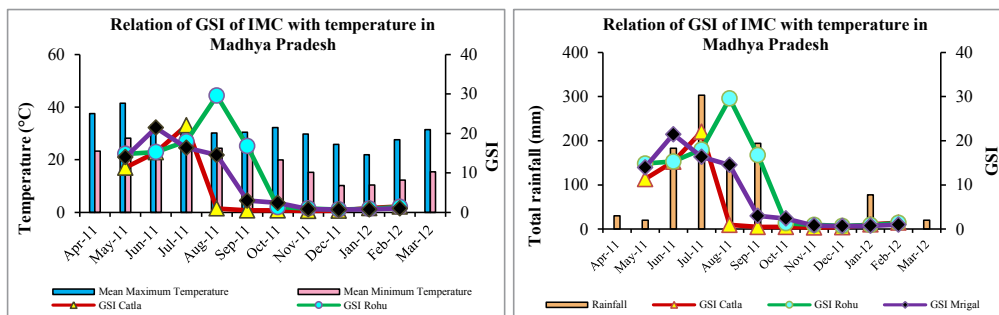 Relation of GSI of IMC with temperature in
Madhya Pradesh
Temperature (°C)
60
40
20
0
40
30
20
10
0
GSI
Apr-11
May-11
Jun-11
Jul-11
Aug-11
Sep-11
Oct-11
Nov-11
Dec-11
Jan-12
Feb-12
Mar-12
Mean Maximum Temperature
Mean Minimum Temperature
GSI Catla
GSI Rohu
Relation of GSI of IMC with temperature in
Madhya Pradesh
Total rainfall (mm)
400
300
200
100
0
40
30
20
10
0
GSI
Apr-11
May-11
Jun-11
Jul-11
Aug-11
Sep-11
Oct-11
Nov-11
Dec-11
Jan-12
Feb-12
Mar-12
Rainfall
GSI Catla
GSI Rohu
GSI Mrigal